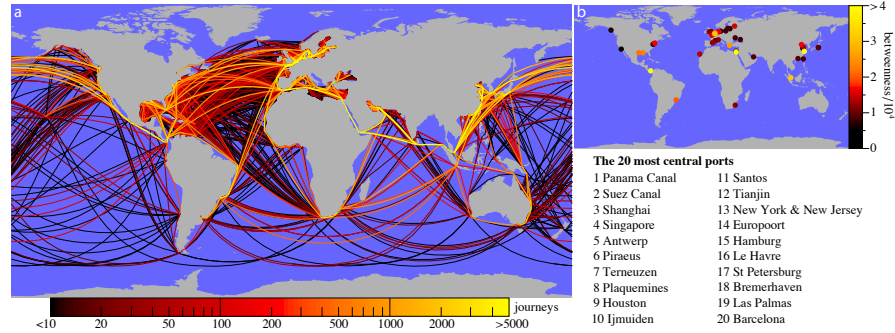 a
journeys
<10 20 50 100 200 500 1000 2000 >5000
b
>4
3
2
1
0
betweenness/10⁴
The 20 most central ports
1 Panama Canal 11 Santos
2 Suez Canal 12 Tianjin
3 Shanghai 13 New York & New Jersey
4 Singapore 14 Europoort
5 Antwerp 15 Hamburg
6 Piraeus 16 Le Havre
7 Terneuzen 17 St Petersburg
8 Plaquemines 18 Bremerhaven
9 Houston 19 Las Palmas
10 Ijmuiden 20 Barcelona